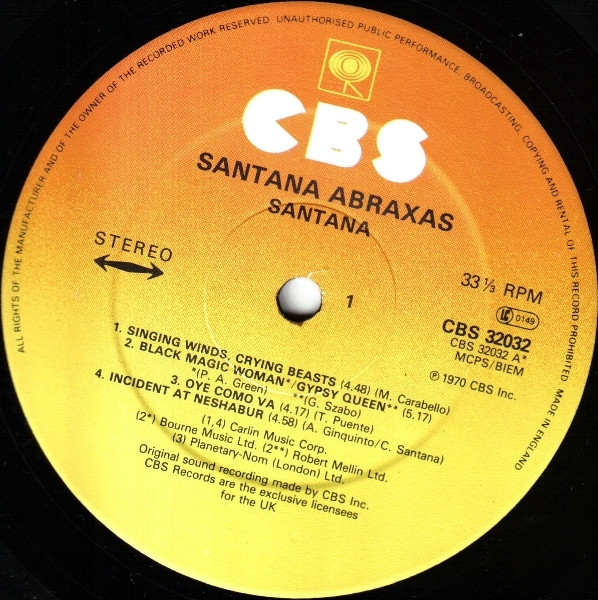 ALL RIGHTS OF THE MANUFACTURER AND OF THE OWNER OF THE RECORDED WORK RESERVED. UNAUTHORISED PUBLIC PERFORMANCE, BROADCASTING, COPYING AND RENTAL OF THIS RECORD PROHIBITED. MADE IN ENGLAND
CBS
SANTANA ABRAXAS
SANTANA
STEREO
33 1/3 RPM
1
LC 0149
CBS 32032
CBS 32032 A*
MCPS/BIEM
℗ 1970 CBS Inc.
1. SINGING WINDS, CRYING BEASTS (4.48) (M. Carabello)
2. BLACK MAGIC WOMAN*/GYPSY QUEEN** (5.17)
*(P. A. Green) **(G. Szabo)
3. OYE COMO VA (4.17) (T. Puente)
4. INCIDENT AT NESHABUR (4.58) (A. Ginquinto/C. Santana)
(1,4) Carlin Music Corp.
(2*) Bourne Music Ltd. (2**) Robert Mellin Ltd.
(3) Planetary-Nom (London) Ltd.
Original sound recording made by CBS Inc.
CBS Records are the exclusive licensees
for the UK